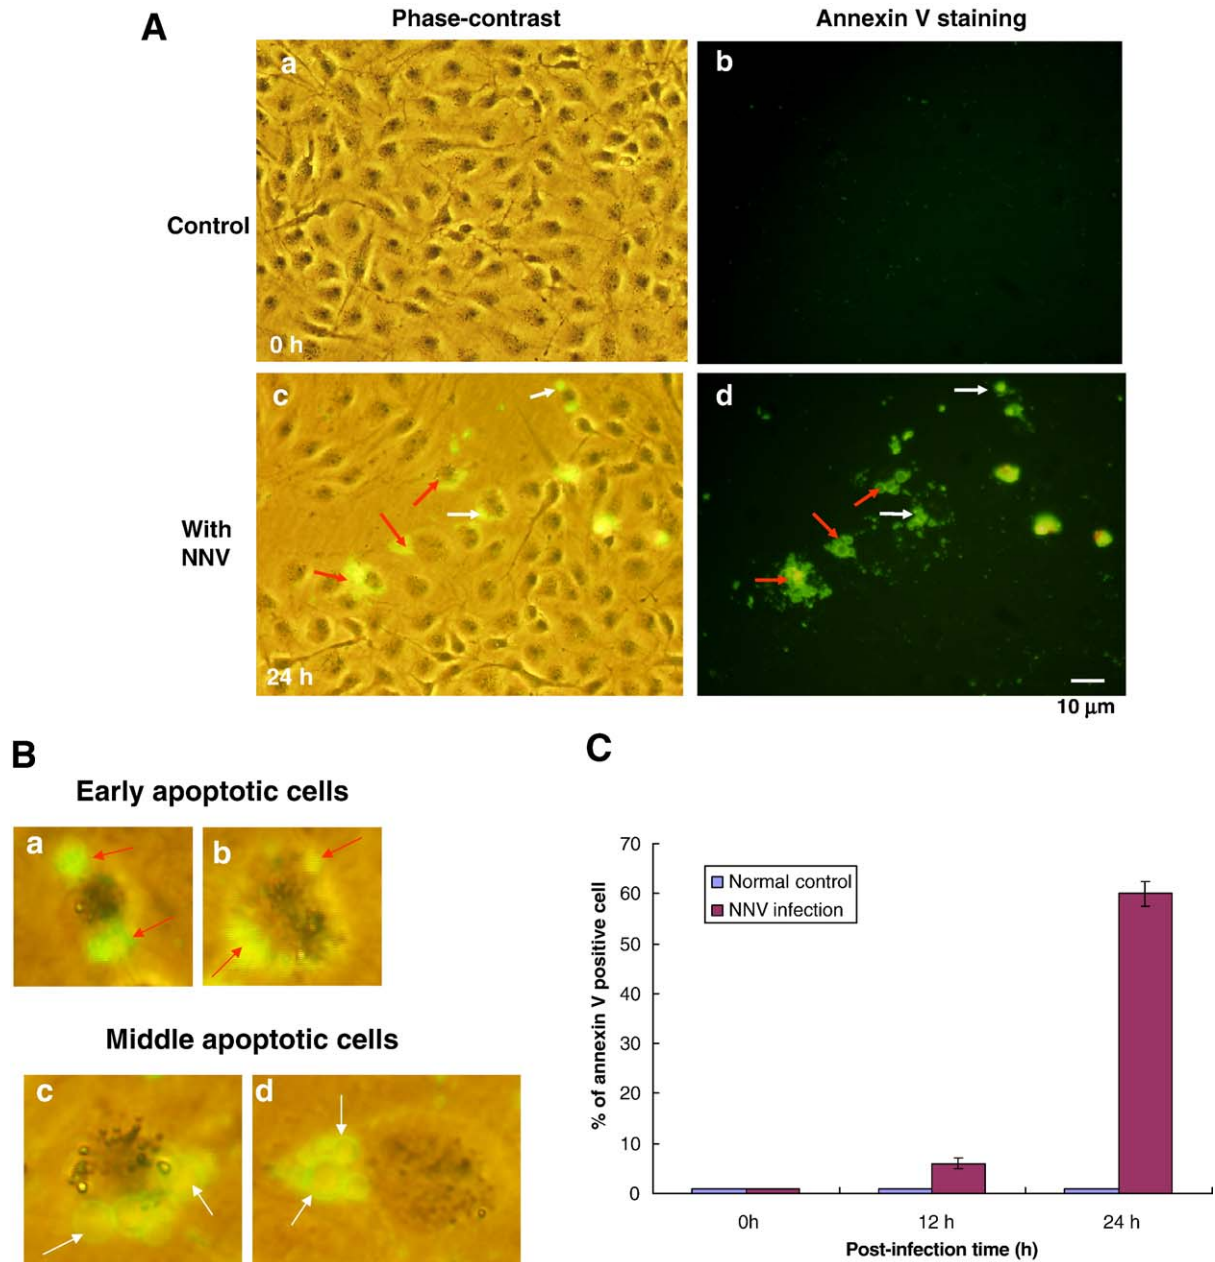 A
Phase-contrast
Annexin V staining
a
b
Control
0 h
c
d
With
NNV
24 h
10 μm
B
Early apoptotic cells
a
b
Middle apoptotic cells
c
d
C
% of annexin V positive cell
70
60
50
40
30
20
10
0
Normal control
NNV infection
0h
12 h
24 h
Post-infection time (h)